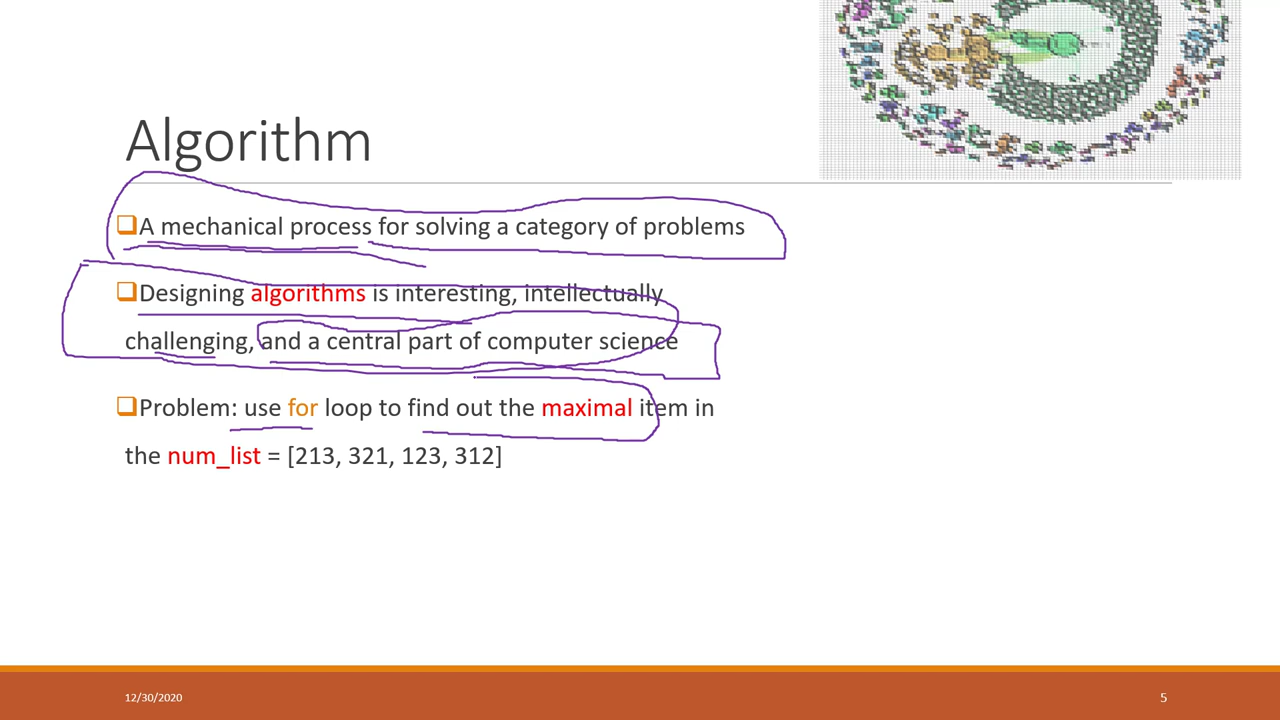 Algorithm
❑A mechanical process for solving a category of problems
❑Designing algorithms is interesting, intellectually
challenging, and a central part of computer science
❑Problem: use for loop to find out the maximal item in
the num_list = [213, 321, 123, 312]
12/30/2020
5